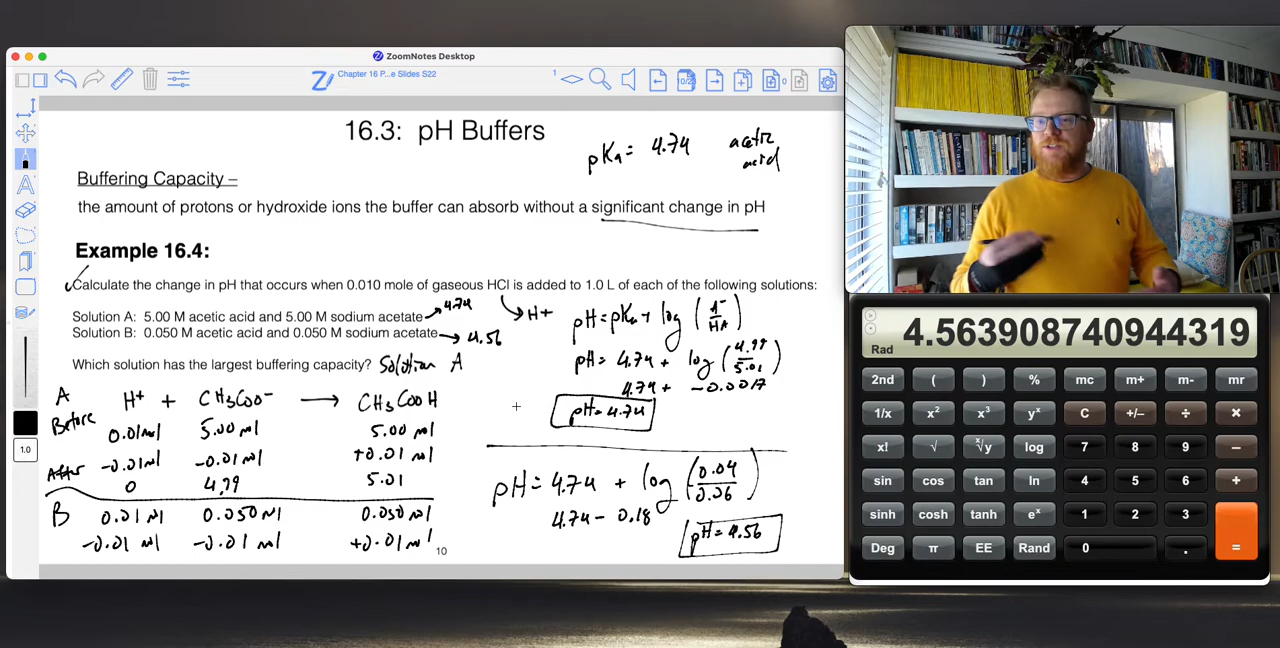 ZoomNotes Desktop
Chapter 16 P...e Slides S22
1
10/23
0
16.3: pH Buffers
pKa = 4.74 acetic acid
Buffering Capacity –
the amount of protons or hydroxide ions the buffer can absorb without a significant change in pH
Example 16.4:
Calculate the change in pH that occurs when 0.010 mole of gaseous HCl is added to 1.0 L of each of the following solutions:
Solution A: 5.00 M acetic acid and 5.00 M sodium acetate → 4.74
Solution B: 0.050 M acetic acid and 0.050 M sodium acetate → 4.56
→ H+
Which solution has the largest buffering capacity? Solution A
pH = pKa + log (A-/HA)
pH = 4.74 + log (4.99/5.01)
4.74 + -0.0017
pH = 4.74
A H+ + CH3COO- → CH3COOH
Before 0.01 mol 5.00 mol 5.00 mol
-0.01 mol -0.01 mol +0.01 mol
After 0 4.99 5.01
B 0.01 M 0.050 M 0.050 M
-0.01 M -0.01 M +0.01 M
pH = 4.74 + log (0.04/0.06)
4.74 - 0.18
pH = 4.56
10
1.0
Rad 4.563908740944319
2nd ( ) % mc m+ m- mr
1/x x² x³ yˣ C +/- ÷ ×
x! √ ˣ√y log 7 8 9 −
sin cos tan ln 4 5 6 +
sinh cosh tanh eˣ 1 2 3
Deg π EE Rand 0 . =